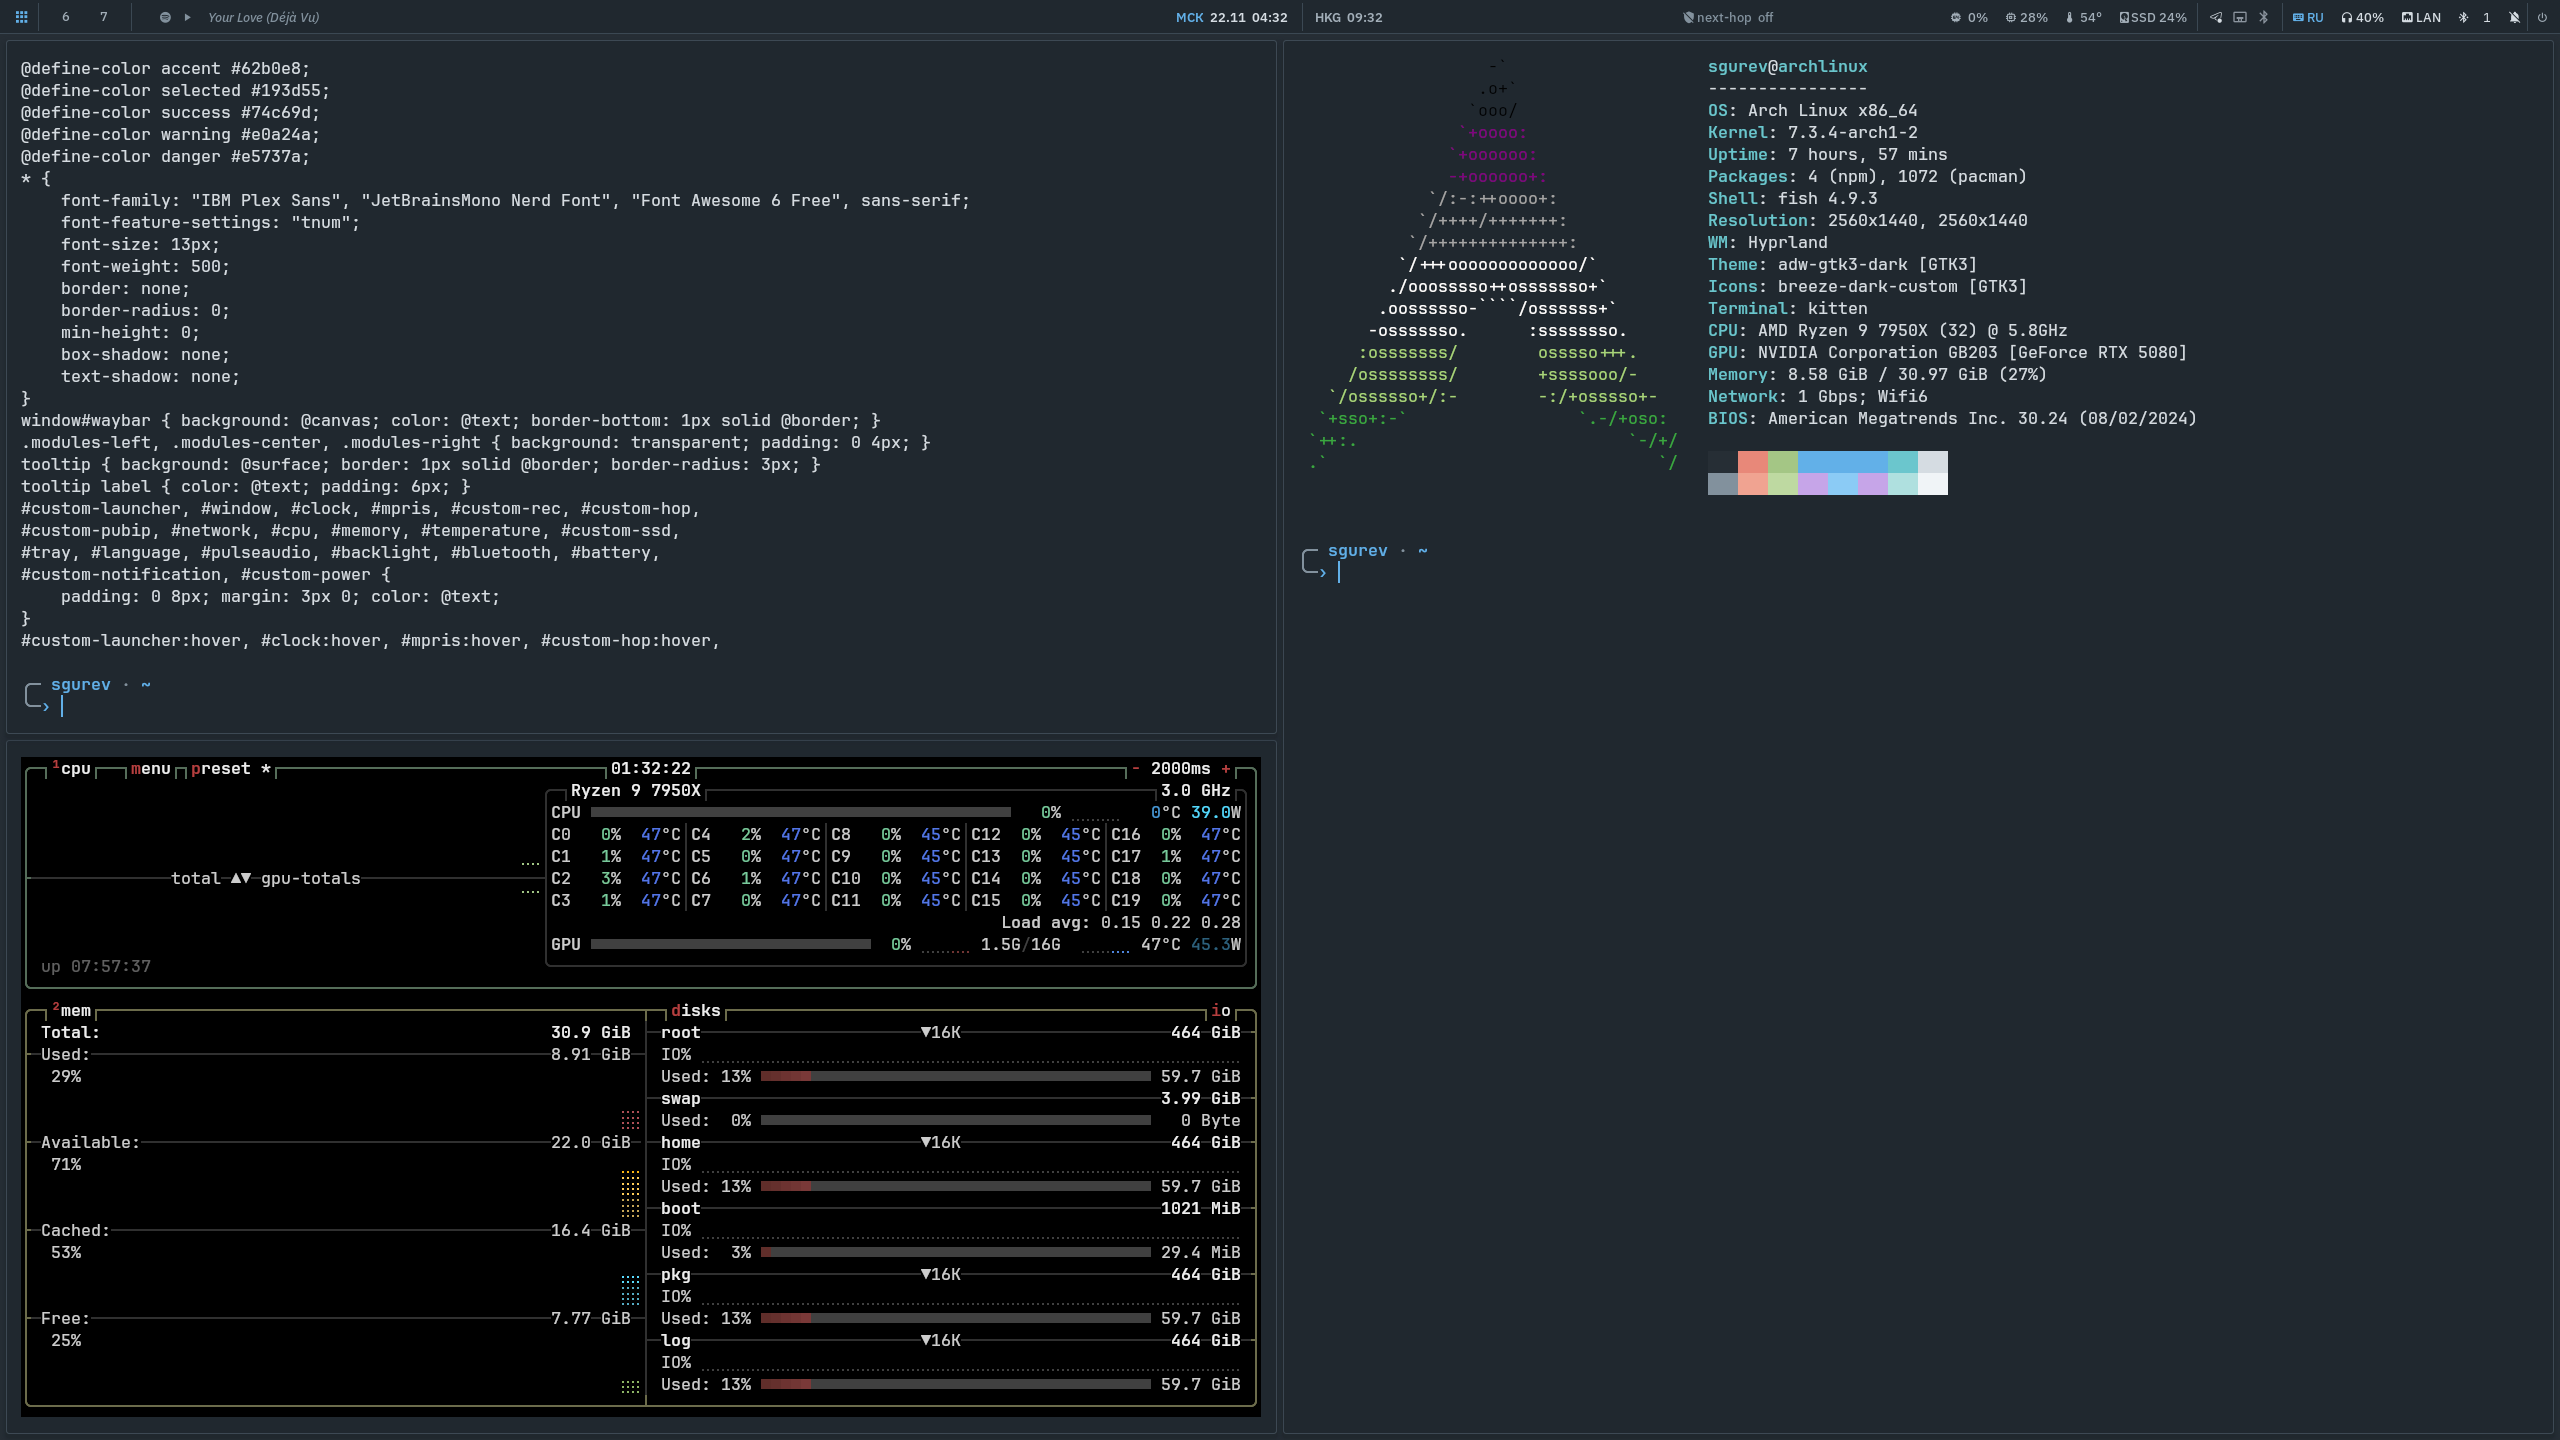 6 7 Your Love (Déjà Vu) МСК 22.11 04:32 HKG 09:32 next-hop off 0% 28% 54° SSD 24% RU 40% LAN 1
@define-color accent #62b0e8;
@define-color selected #193d55;
@define-color success #74c69d;
@define-color warning #e0a24a;
@define-color danger #e5737a;
* {
    font-family: "IBM Plex Sans", "JetBrainsMono Nerd Font", "Font Awesome 6 Free", sans-serif;
    font-feature-settings: "tnum";
    font-size: 13px;
    font-weight: 500;
    border: none;
    border-radius: 0;
    min-height: 0;
    box-shadow: none;
    text-shadow: none;
}
window#waybar { background: @canvas; color: @text; border-bottom: 1px solid @border; }
.modules-left, .modules-center, .modules-right { background: transparent; padding: 0 4px; }
tooltip { background: @surface; border: 1px solid @border; border-radius: 3px; }
tooltip label { color: @text; padding: 6px; }
#custom-launcher, #window, #clock, #mpris, #custom-rec, #custom-hop,
#custom-pubip, #network, #cpu, #memory, #temperature, #custom-ssd,
#tray, #language, #pulseaudio, #backlight, #bluetooth, #battery,
#custom-notification, #custom-power {
    padding: 0 8px; margin: 3px 0; color: @text;
}
#custom-launcher:hover, #clock:hover, #mpris:hover, #custom-hop:hover,
sgurev · ~
›
1cpu menu preset * 01:32:22 - 2000ms +
Ryzen 9 7950X 3.0 GHz
CPU 0% 0°C 39.0W
C0 0% 47°C C4 2% 47°C C8 0% 45°C C12 0% 45°C C16 0% 47°C
C1 1% 47°C C5 0% 47°C C9 0% 45°C C13 0% 45°C C17 1% 47°C
total ▲▼ gpu-totals
C2 3% 47°C C6 1% 47°C C10 0% 45°C C14 0% 45°C C18 0% 47°C
C3 1% 47°C C7 0% 47°C C11 0% 45°C C15 0% 45°C C19 0% 47°C
Load avg: 0.15 0.22 0.28
GPU 0% 1.5G/16G 47°C 45.3W
up 07:57:37
2mem
Total: 30.9 GiB
Used: 8.91 GiB
29%
Available: 22.0 GiB
71%
Cached: 16.4 GiB
53%
Free: 7.77 GiB
25%
disks io
root ▼16K 464 GiB
IO%
Used: 13% 59.7 GiB
swap 3.99 GiB
Used: 0% 0 Byte
home ▼16K 464 GiB
IO%
Used: 13% 59.7 GiB
boot 1021 MiB
IO%
Used: 3% 29.4 MiB
pkg ▼16K 464 GiB
IO%
Used: 13% 59.7 GiB
log ▼16K 464 GiB
IO%
Used: 13% 59.7 GiB
                  -`
                 .o+`
                `ooo/
               `+oooo:
              `+oooooo:
              -+oooooo+:
            `/:-:++oooo+:
           `/++++/+++++++:
          `/++++++++++++++:
         `/+++ooooooooooooo/`
        ./ooosssso++osssssso+`
       .oossssso-````/ossssss+`
      -osssssso.      :ssssssso.
     :osssssss/        osssso+++.
    /ossssssss/        +ssssooo/-
  `/ossssso+/:-        -:/+osssso+-
 `+sso+:-`                 `.-/+oso:
`++:.                           `-/+/
.`                                 `/
sgurev@archlinux
----------------
OS: Arch Linux x86_64
Kernel: 7.3.4-arch1-2
Uptime: 7 hours, 57 mins
Packages: 4 (npm), 1072 (pacman)
Shell: fish 4.9.3
Resolution: 2560x1440, 2560x1440
WM: Hyprland
Theme: adw-gtk3-dark [GTK3]
Icons: breeze-dark-custom [GTK3]
Terminal: kitten
CPU: AMD Ryzen 9 7950X (32) @ 5.8GHz
GPU: NVIDIA Corporation GB203 [GeForce RTX 5080]
Memory: 8.58 GiB / 30.97 GiB (27%)
Network: 1 Gbps; Wifi6
BIOS: American Megatrends Inc. 30.24 (08/02/2024)
sgurev · ~
›